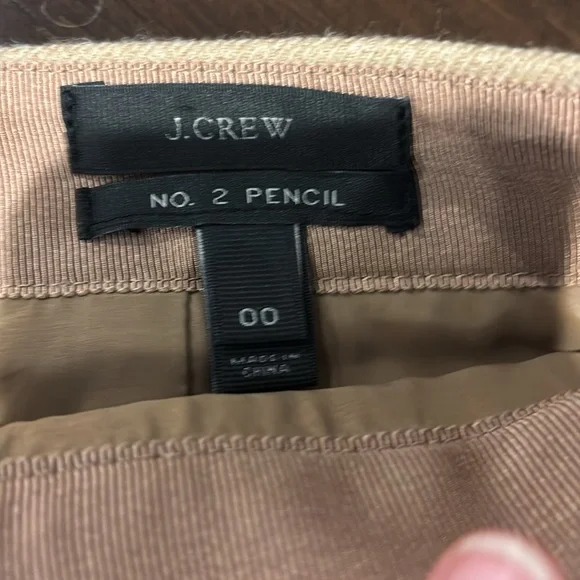 J.CREW
NO. 2 PENCIL
00
MADE IN
CHINA